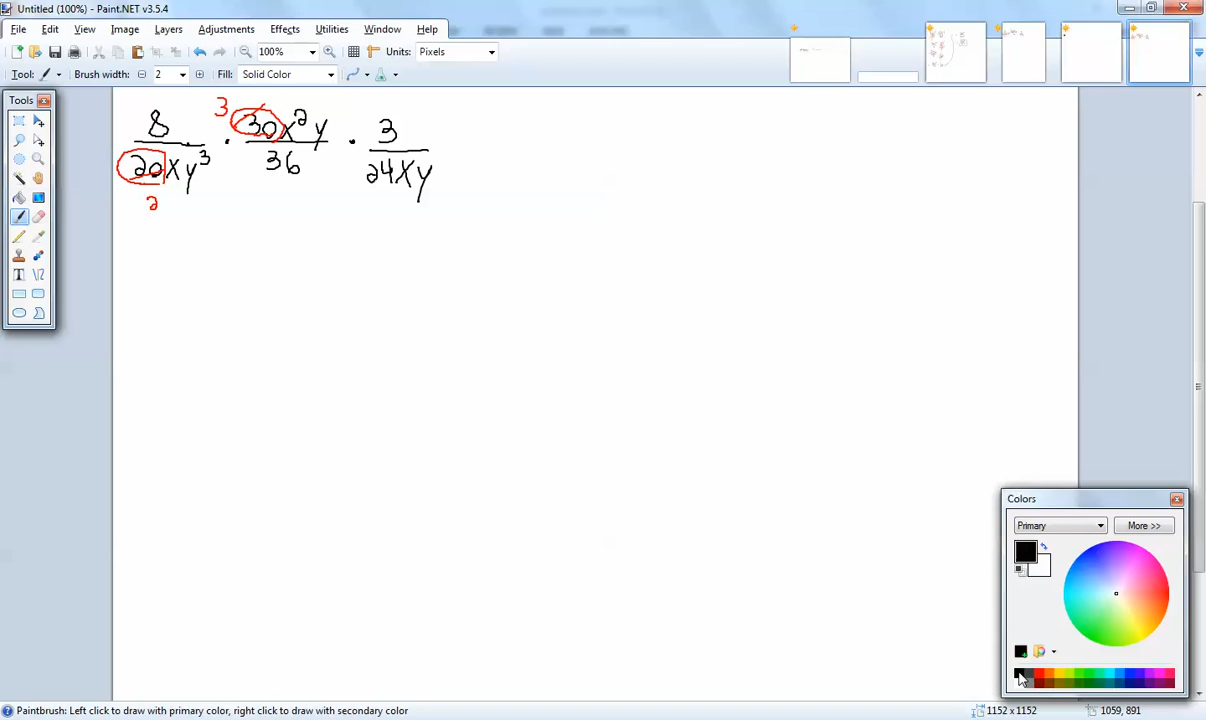 Untitled (100%) - Paint.NET v3.5.4
File Edit View Image Layers Adjustments Effects Utilities Window Help
100% Units: Pixels
Tool: Brush width: 2 Fill: Solid Color
Tools
3
8 · 30x²y · 3
20xy³ 36 24xy
2
Colors
Primary More >>
Paintbrush: Left click to draw with primary color, right click to draw with secondary color 1152 x 1152 1059, 891